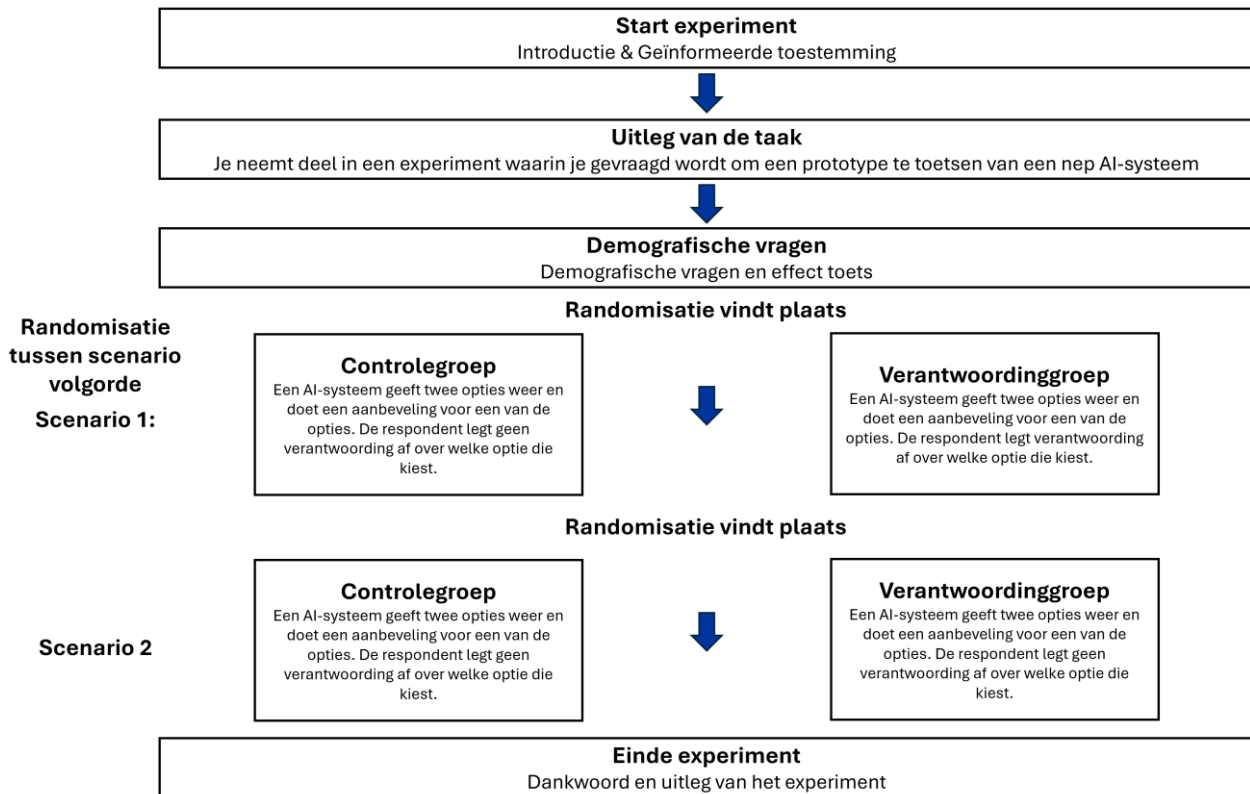 Start experiment
Introductie & Geïnformeerde toestemming
Uitleg van de taak
Je neemt deel in een experiment waarin je gevraagd wordt om een prototype te toetsen van een nep AI-systeem
Demografische vragen
Demografische vragen en effect toets
Randomisatie vindt plaats
Randomisatie
tussen scenario
volgorde
Scenario 1:
Controlegroep
Een AI-systeem geeft twee opties weer en
doet een aanbeveling voor een van de
opties. De respondent legt geen
verantwoording af over welke optie die
kiest.
Verantwoordinggroep
Een AI-systeem geeft twee opties weer en
doet een aanbeveling voor een van de
opties. De respondent legt verantwoording
af over welke optie die kiest.
Randomisatie vindt plaats
Scenario 2
Controlegroep
Een AI-systeem geeft twee opties weer en
doet een aanbeveling voor een van de
opties. De respondent legt geen
verantwoording af over welke optie die
kiest.
Verantwoordinggroep
Een AI-systeem geeft twee opties weer en
doet een aanbeveling voor een van de
opties. De respondent legt geen
verantwoording af over welke optie die
kiest.
Einde experiment
Dankwoord en uitleg van het experiment